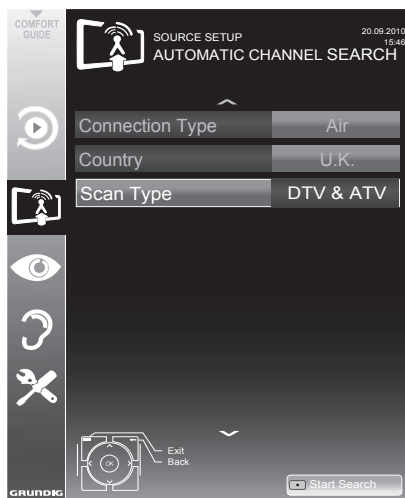 COMFORT
GUIDE
SOURCE SETUP
20.09.2010
15:46
AUTOMATIC CHANNEL SEARCH
Connection Type Air
Country U.K.
Scan Type DTV & ATV
OK
Exit
Back
Start Search
GRUNDIG